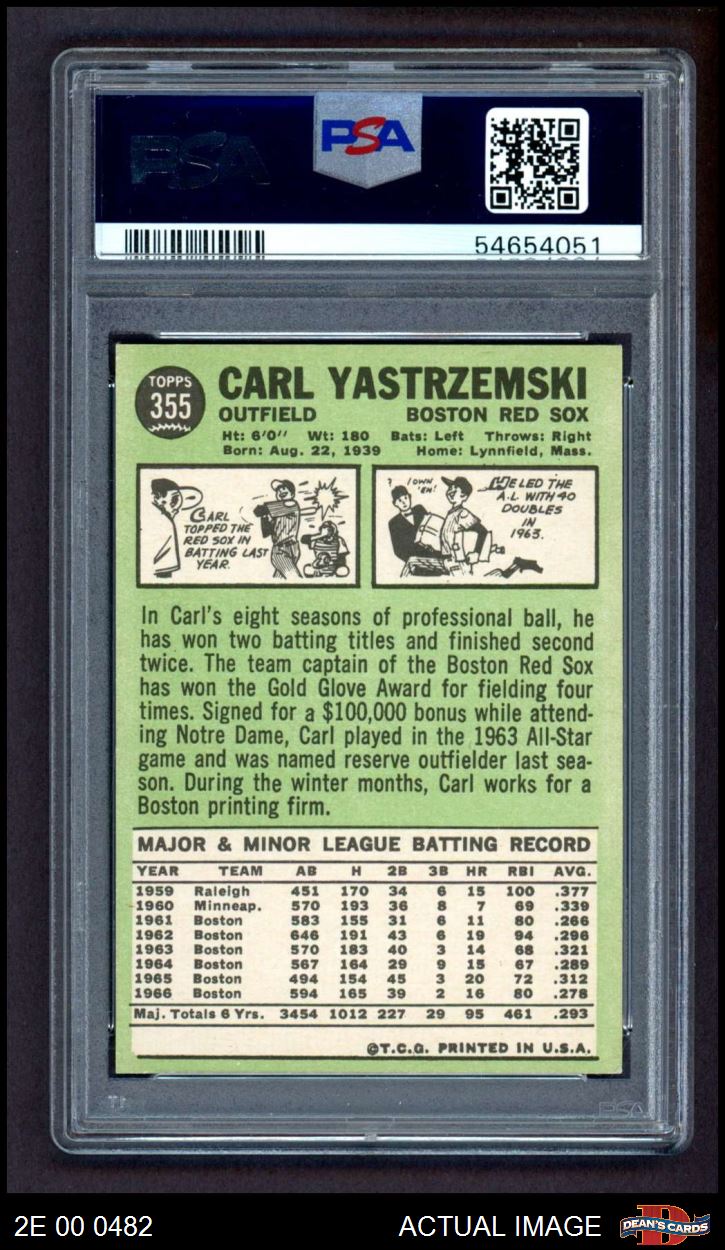 PSA
PSA
54654051
TOPPS
355
CARL YASTRZEMSKI
OUTFIELD BOSTON RED SOX
Ht: 6'0" Wt: 180 Bats: Left Throws: Right
Born: Aug. 22, 1939 Home: Lynnfield, Mass.
CARL
TOPPED THE
RED SOX IN
BATTING LAST
YEAR.
? I OWN
'EM!
HE LED THE
A.L. WITH 40
DOUBLES
IN
1963.
In Carl's eight seasons of professional ball, he
has won two batting titles and finished second
twice. The team captain of the Boston Red Sox
has won the Gold Glove Award for fielding four
times. Signed for a $100,000 bonus while attend-
ing Notre Dame, Carl played in the 1963 All-Star
game and was named reserve outfielder last sea-
son. During the winter months, Carl works for a
Boston printing firm.
MAJOR & MINOR LEAGUE BATTING RECORD
YEAR TEAM AB H 2B 3B HR RBI AVG.
1959 Raleigh 451 170 34 6 15 100 .377
1960 Minneap. 570 193 36 8 7 69 .339
1961 Boston 583 155 31 6 11 80 .266
1962 Boston 646 191 43 6 19 94 .296
1963 Boston 570 183 40 3 14 68 .321
1964 Boston 567 164 29 9 15 67 .289
1965 Boston 494 154 45 3 20 72 .312
1966 Boston 594 165 39 2 16 80 .278
Maj. Totals 6 Yrs. 3454 1012 227 29 95 461 .293
©T.C.G. PRINTED IN U.S.A.
PSA
2E 00 0482 ACTUAL IMAGE DEAN'S CARDS